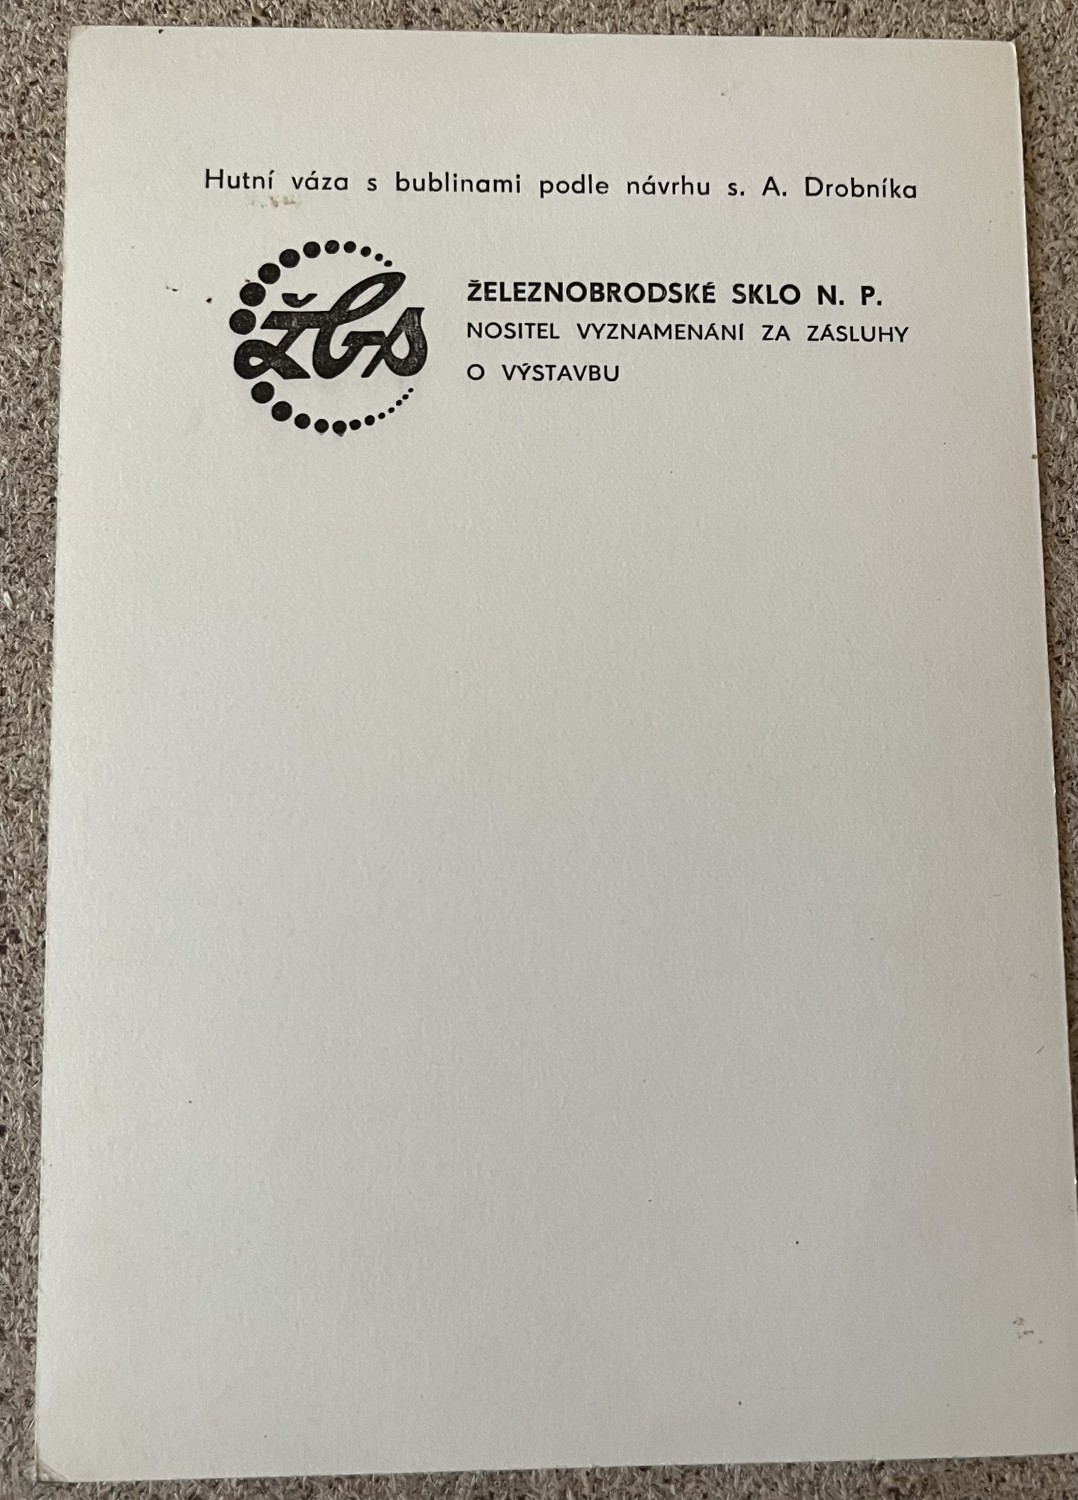 Hutní váza s bublinami podle návrhu s. A. Drobníka
žbs
ŽELEZNOBRODSKÉ SKLO N. P.
NOSITEL VYZNAMENÁNÍ ZA ZÁSLUHY
O VÝSTAVBU